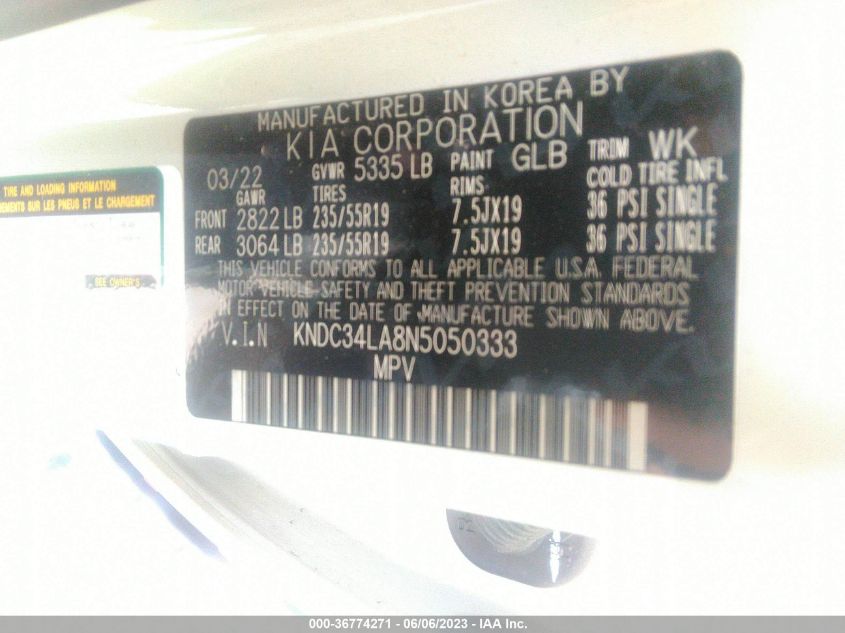 MANUFACTURED IN KOREA BY
KIA CORPORATION
03/22 GVWR 5335 LB PAINT GLB TRIM WK
GAWR TIRES RIMS COLD TIRE INFL
FRONT 2822 LB 235/55R19 7.5JX19 36 PSI SINGLE
REAR 3064 LB 235/55R19 7.5JX19 36 PSI SINGLE
THIS VEHICLE CONFORMS TO ALL APPLICABLE U.S.A. FEDERAL
MOTOR VEHICLE SAFETY AND THEFT PREVENTION STANDARDS
IN EFFECT ON THE DATE OF MANUFACTURE SHOWN ABOVE.
V.I.N KNDC34LA8N5050333
MPV
TIRE AND LOADING INFORMATION
SUR LES PNEUS ET LE CHARGEMENT
SEE OWNER'S
000-36774271 - 06/06/2023 - IAA Inc.